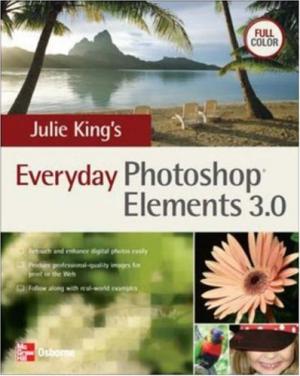 FULL
COLOR
Julie King's
Everyday Photoshop®
Elements 3.0
Retouch and enhance digital photos easily
Produce professional-quality images for
print or the Web
Follow along with real-world examples
Mc
Graw
Hill
Osborne